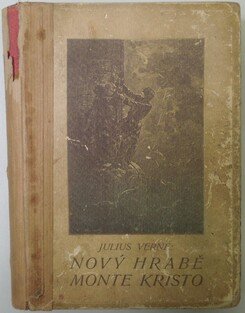 JULIUS VERNE:
NOVÝ HRABĚ
MONTE KRISTO